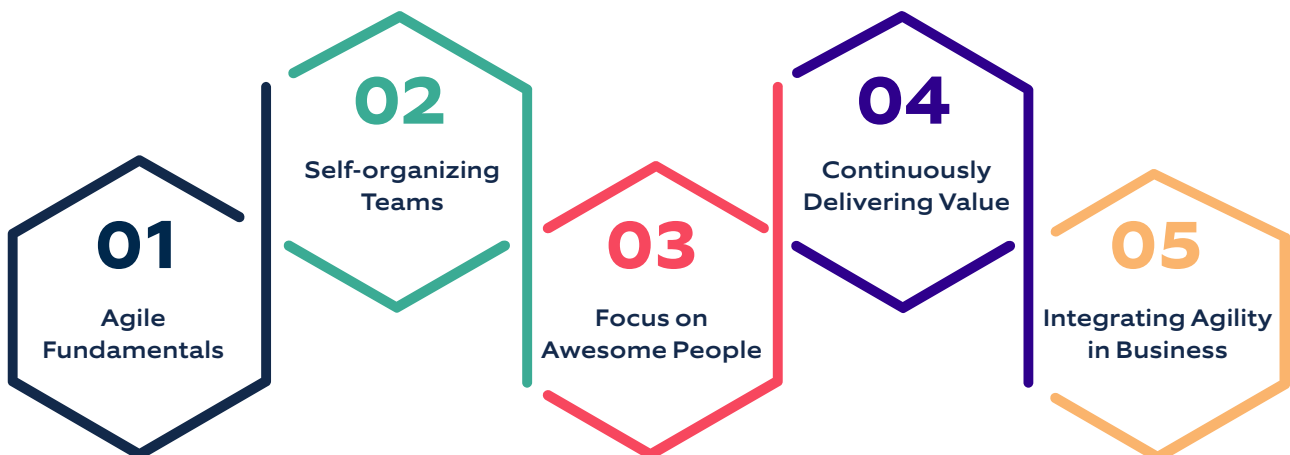 01
Agile
Fundamentals
02
Self-organizing
Teams
03
Focus on
Awesome People
04
Continuously
Delivering Value
05
Integrating Agility
in Business